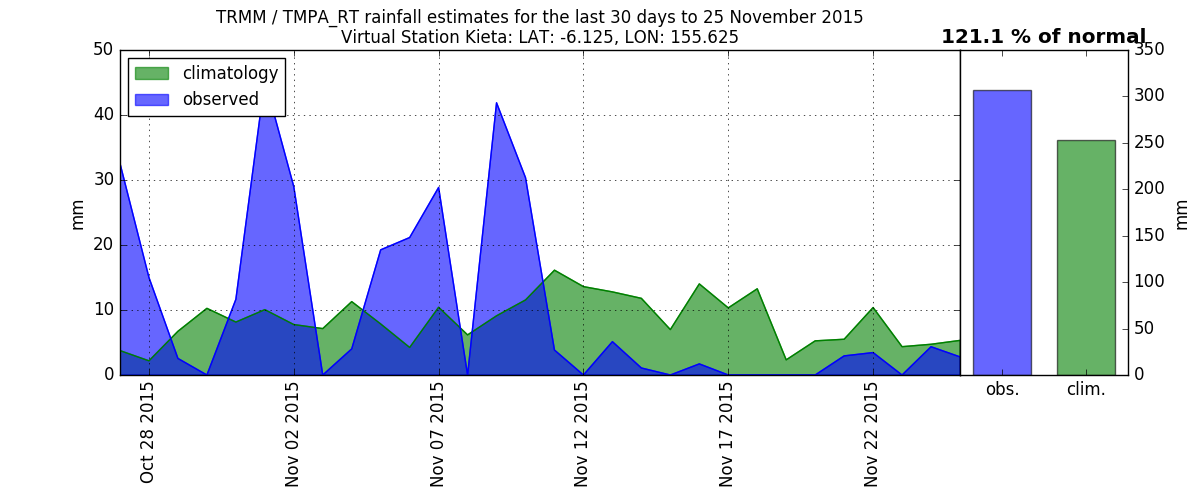 TRMM / TMPA_RT rainfall estimates for the last 30 days to 25 November 2015
Virtual Station Kieta: LAT: -6.125, LON: 155.625
121.1 % of normal
climatology
observed
mm
50
40
30
20
10
0
Oct 28 2015
Nov 02 2015
Nov 07 2015
Nov 12 2015
Nov 17 2015
Nov 22 2015
350
300
250
200
150
100
50
0
mm
obs.
clim.